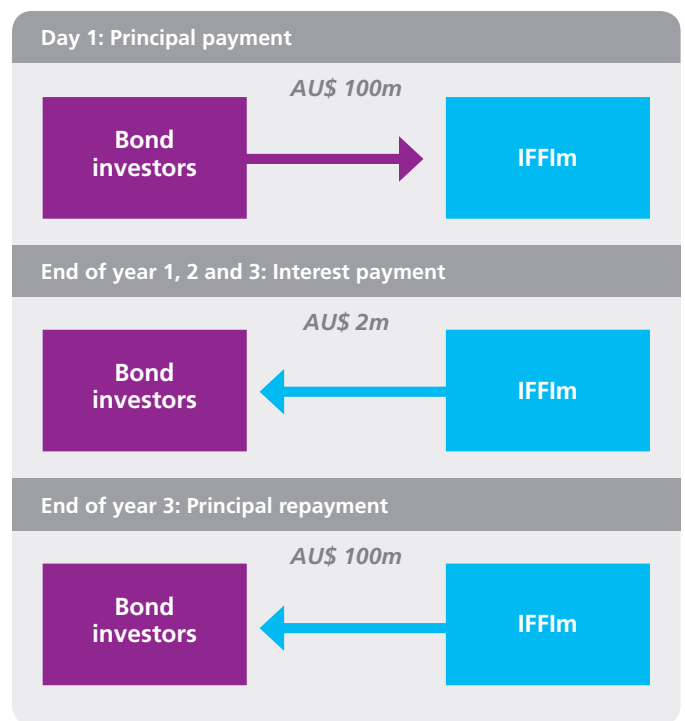 Day 1: Principal payment
AU$ 100m
Bond
investors
IFFIm
End of year 1, 2 and 3: Interest payment
AU$ 2m
Bond
investors
IFFIm
End of year 3: Principal repayment
AU$ 100m
Bond
investors
IFFIm